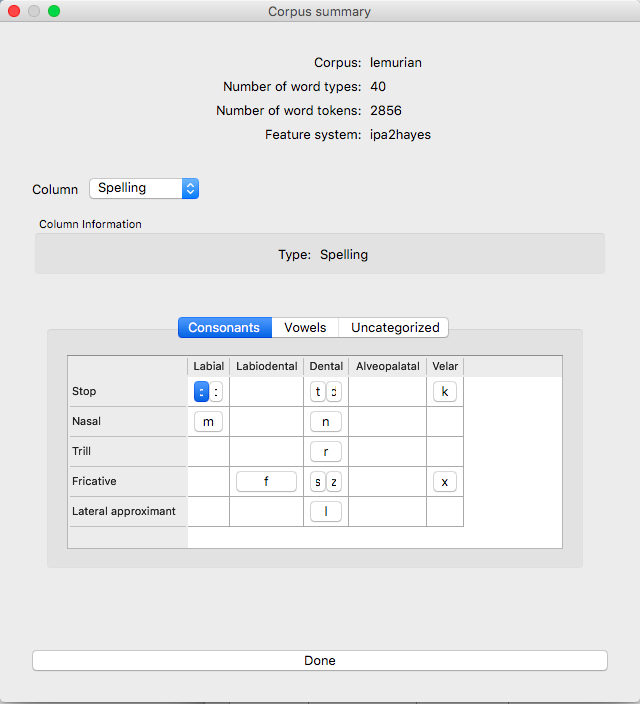 Corpus summary
Corpus: lemurian
Number of word types: 40
Number of word tokens: 2856
Feature system: ipa2hayes
Column Spelling
Column Information
Type: Spelling
Consonants Vowels Uncategorized
Labial Labiodental Dental Alveopalatal Velar
Stop t k
Nasal m n
Trill r
Fricative f s z x
Lateral approximant l
Done